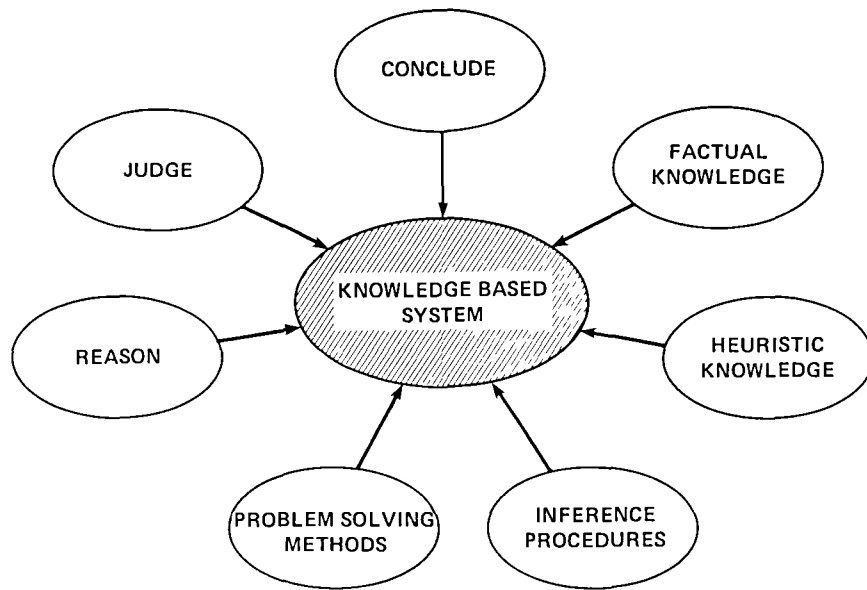 CONCLUDE
JUDGE
FACTUAL
KNOWLEDGE
KNOWLEDGE BASED
SYSTEM
REASON
HEURISTIC
KNOWLEDGE
PROBLEM SOLVING
METHODS
INFERENCE
PROCEDURES